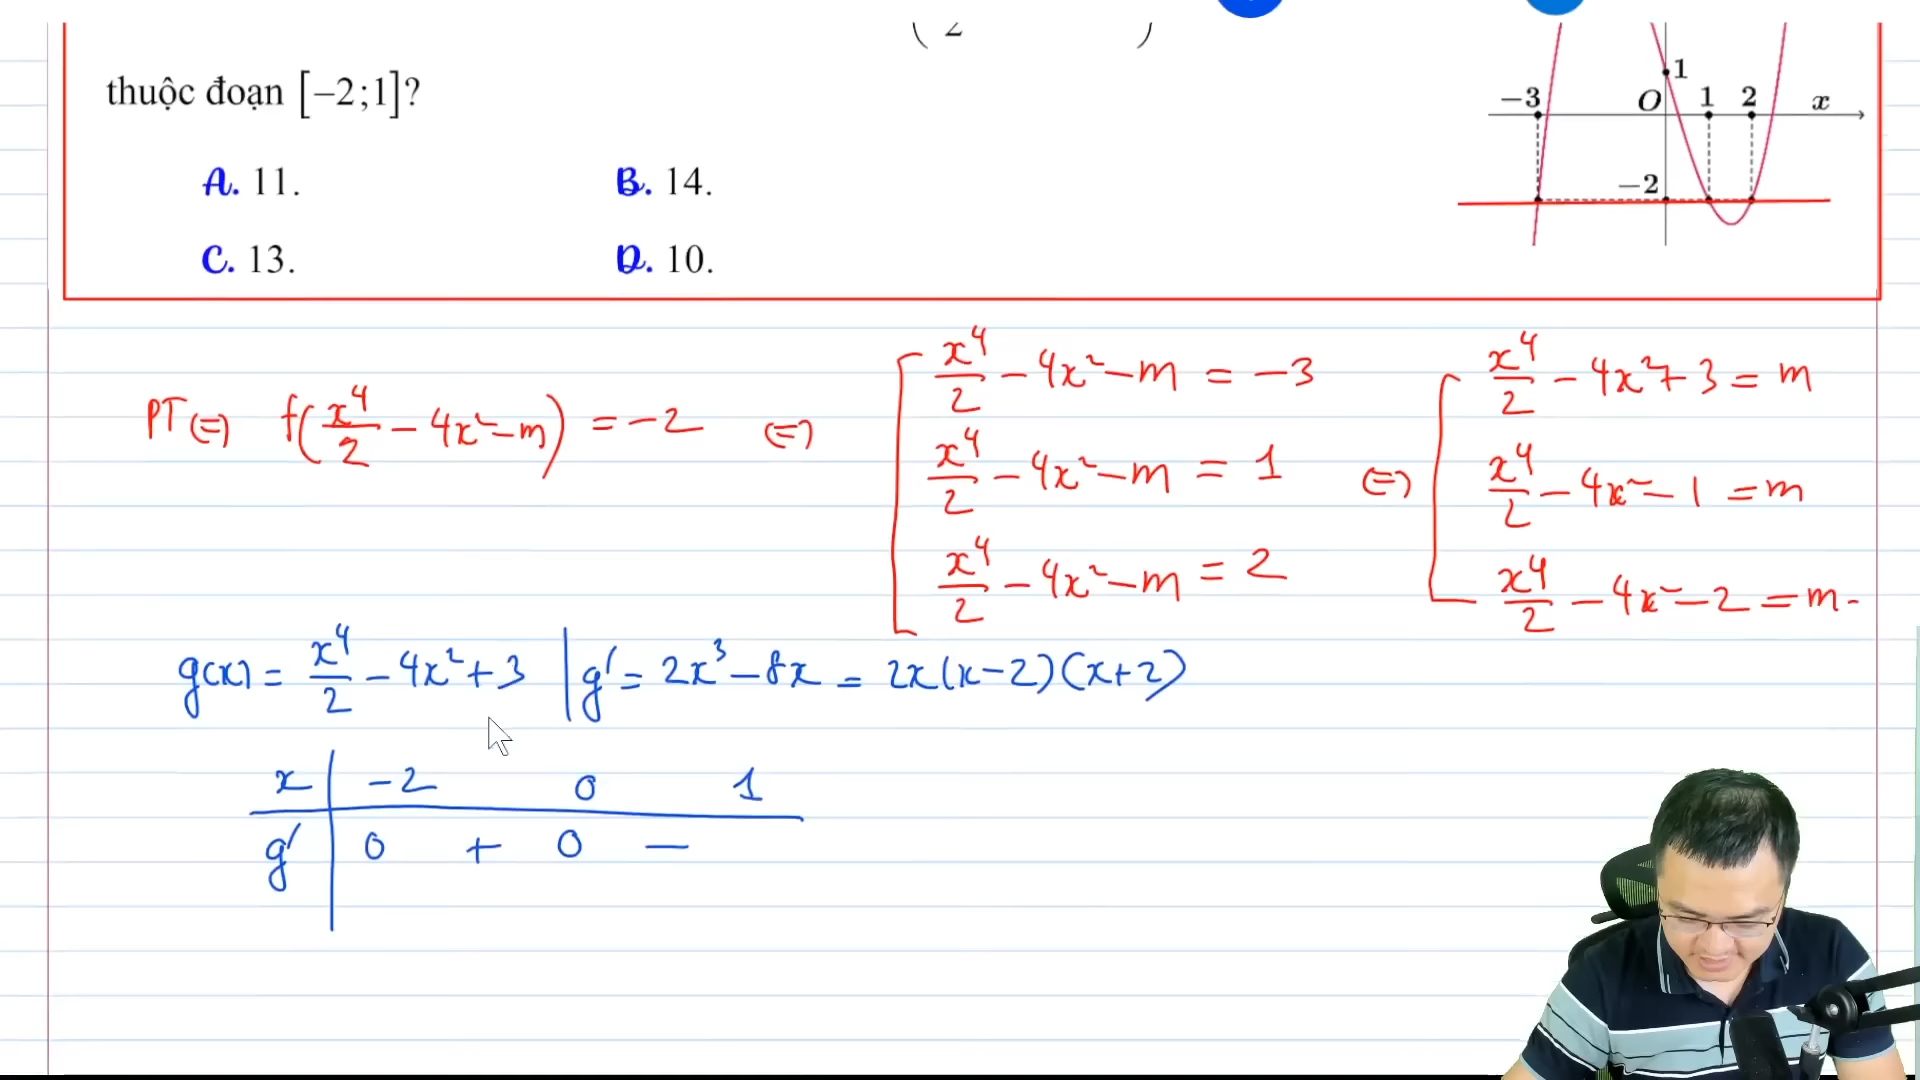 ( 2 )
thuộc đoạn [−2;1]?
A. 11.
B. 14.
C. 13.
D. 10.
1
−3 O 1 2 x
−2
PT ⇔ f(x⁴/2 − 4x² − m) = −2 ⇔
x⁴/2 − 4x² − m = −3
x⁴/2 − 4x² − m = 1
x⁴/2 − 4x² − m = 2
⇔
x⁴/2 − 4x² + 3 = m
x⁴/2 − 4x² − 1 = m
x⁴/2 − 4x² − 2 = m.
g(x) = x⁴/2 − 4x² + 3 | g' = 2x³ − 8x = 2x(x−2)(x+2)
x | −2 0 1
g' | 0 + 0 −